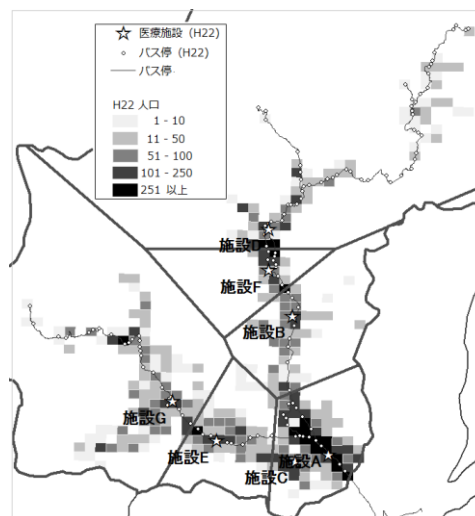 医療施設（H22）
バス停（H22）
バス停
H22 人口
1 - 10
11 - 50
51 - 100
101 - 250
251 以上
施設D
施設F
施設B
施設G
施設E
施設A
施設C